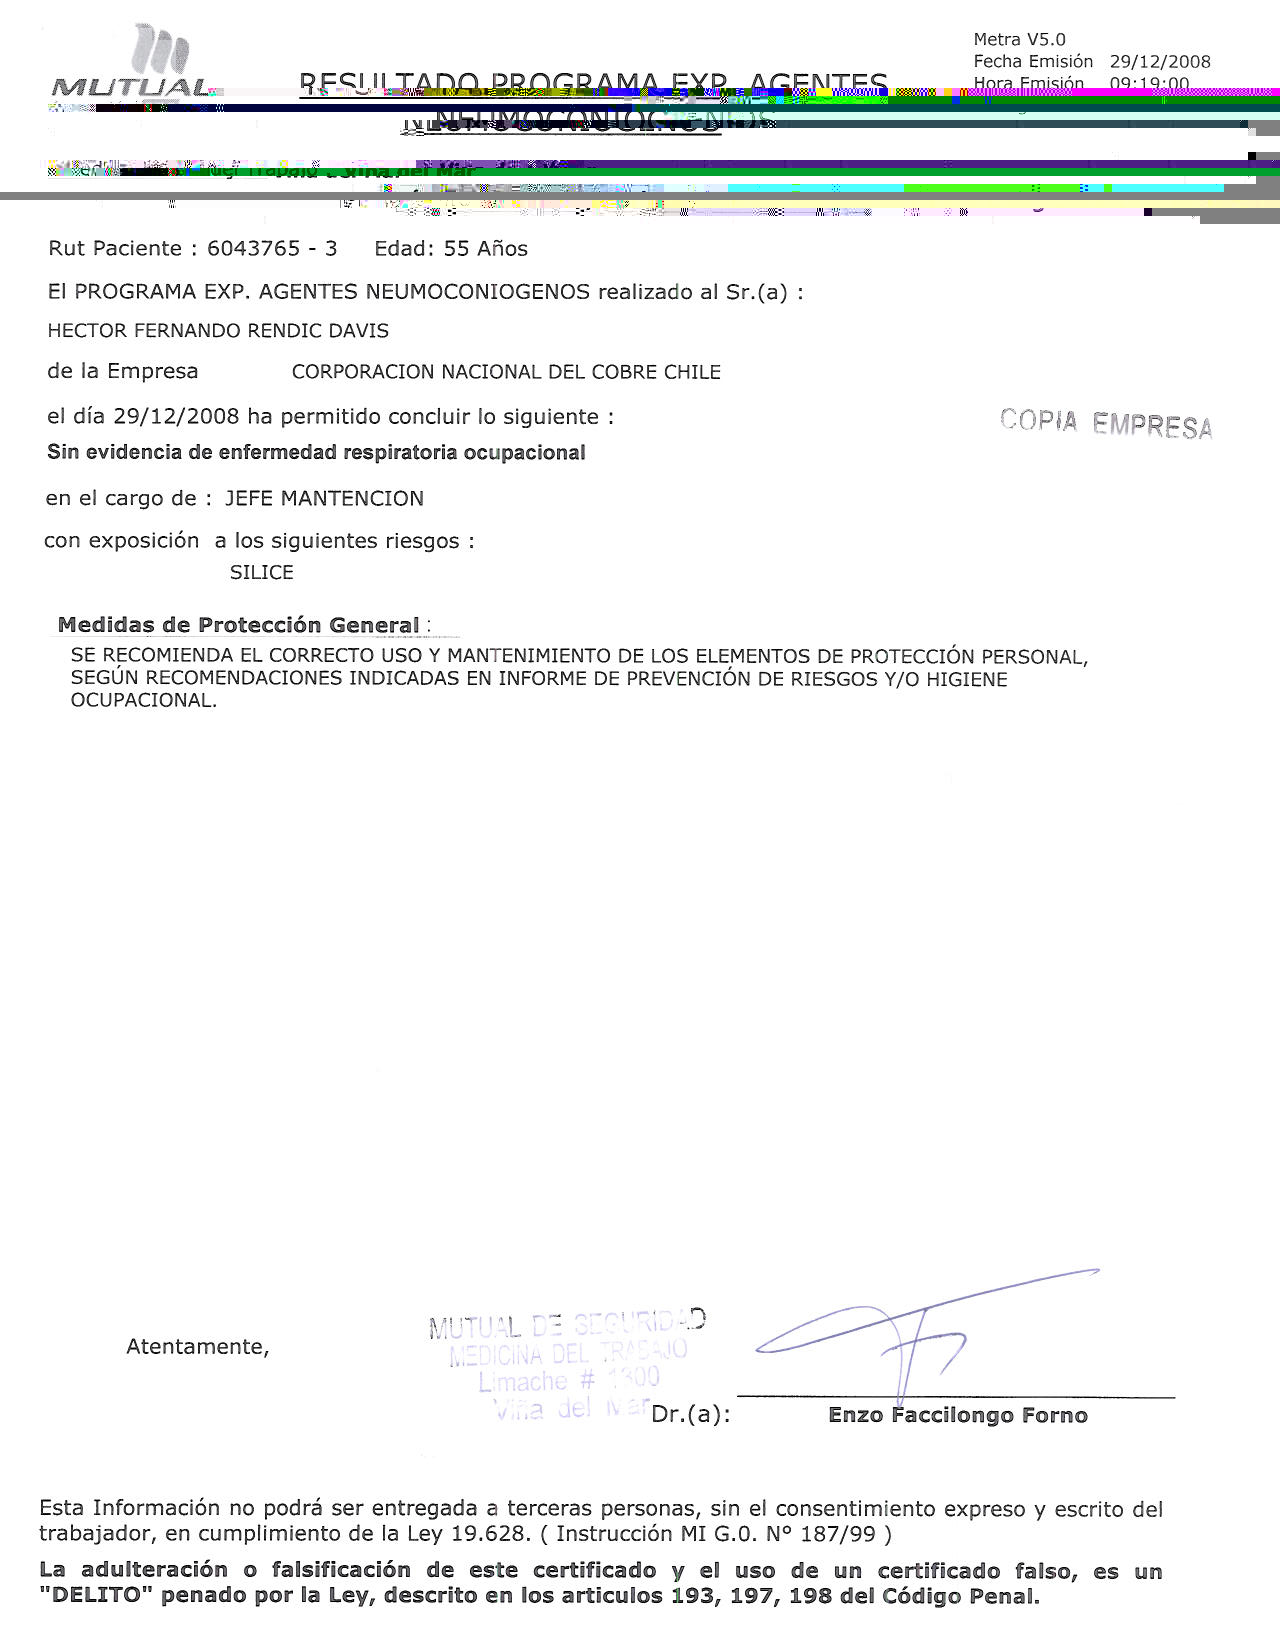 MUTUAL
Metra V5.0
Fecha Emisión 29/12/2008
Hora Emisión 09:19:00
RESULTADO PROGRAMA EXP. AGENTES
NEUMOCONIOGENOS
Viña del Mar
Rut Paciente : 6043765 - 3 Edad: 55 Años
El PROGRAMA EXP. AGENTES NEUMOCONIOGENOS realizado al Sr.(a) :
HECTOR FERNANDO RENDIC DAVIS
de la Empresa CORPORACION NACIONAL DEL COBRE CHILE
el día 29/12/2008 ha permitido concluir lo siguiente :
COPIA EMPRESA
Sin evidencia de enfermedad respiratoria ocupacional
en el cargo de : JEFE MANTENCION
con exposición a los siguientes riesgos :
SILICE
Medidas de Protección General :
SE RECOMIENDA EL CORRECTO USO Y MANTENIMIENTO DE LOS ELEMENTOS DE PROTECCIÓN PERSONAL,
SEGÚN RECOMENDACIONES INDICADAS EN INFORME DE PREVENCIÓN DE RIESGOS Y/O HIGIENE
OCUPACIONAL.
Atentamente,
MUTUAL DE SEGURIDAD
MEDICINA DEL TRABAJO
Limache # 1300
Viña del Mar
Dr.(a):
Enzo Faccilongo Forno
Esta Información no podrá ser entregada a terceras personas, sin el consentimiento expreso y escrito del
trabajador, en cumplimiento de la Ley 19.628. ( Instrucción MI G.0. Nº 187/99 )
La adulteración o falsificación de este certificado y el uso de un certificado falso, es un
"DELITO" penado por la Ley, descrito en los articulos 193, 197, 198 del Código Penal.